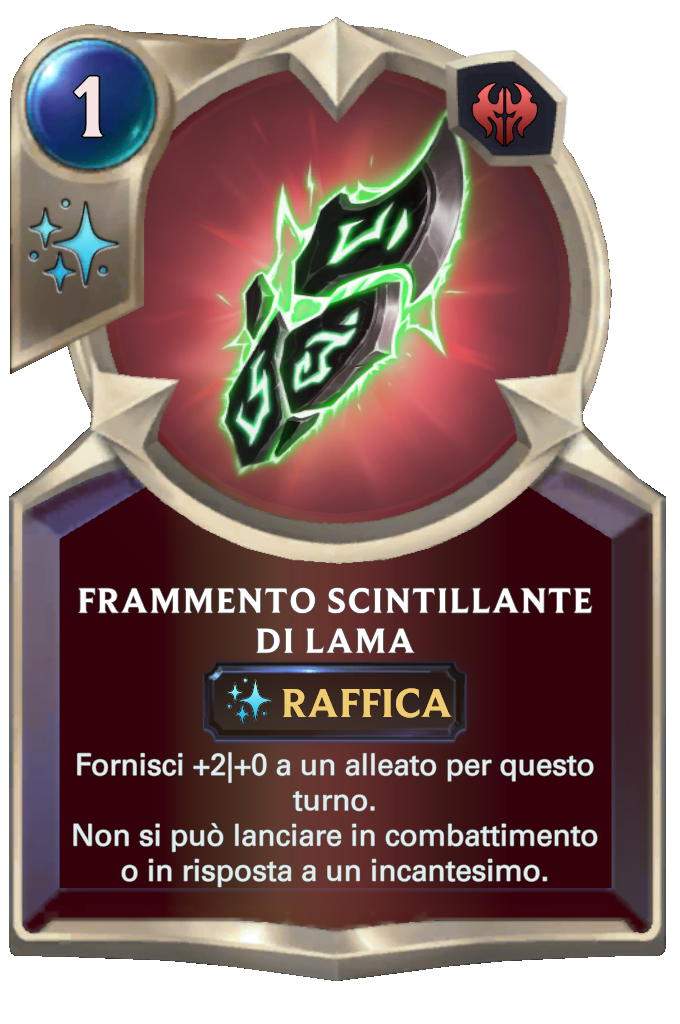 1
FRAMMENTO SCINTILLANTE
DI LAMA
RAFFICA
Fornisci +2|+0 a un alleato per questo
turno.
Non si può lanciare in combattimento
o in risposta a un incantesimo.